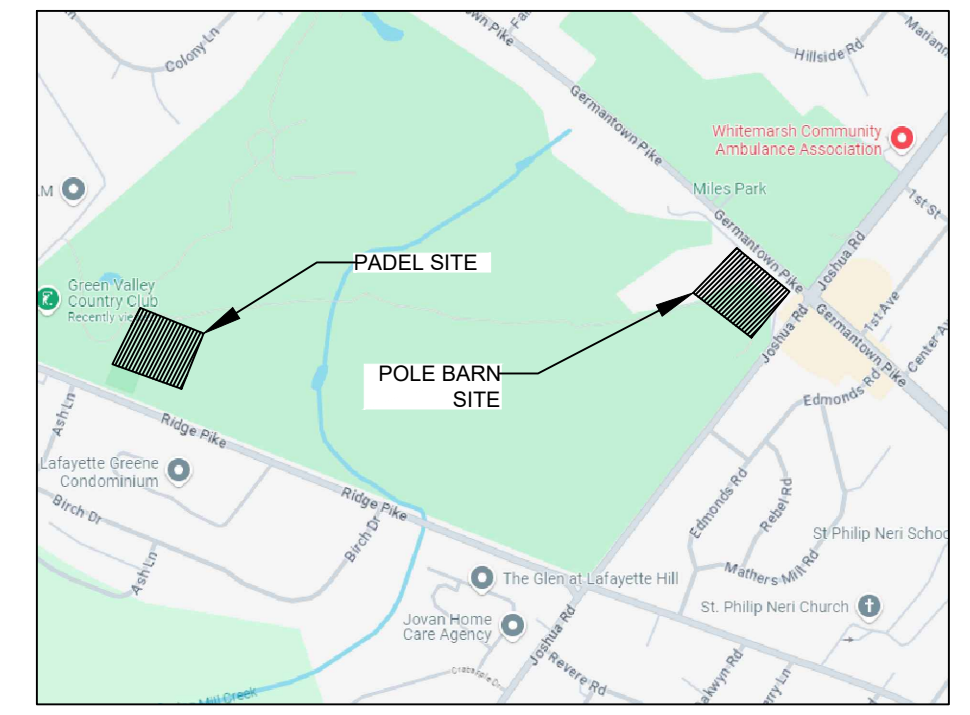 Colony Ln
Pike
Germantown Pike
Hillside Rd
Whitemarsh Community
Ambulance Association
Miles Park
1st St
Germantown Pike
Joshua Rd
PADEL SITE
Green Valley
Country Club
Recently vie
POLE BARN
SITE
Joshua Rd
1st Ave
Germantown Pike
Edmonds Rd
Ash Ln
Ridge Pike
Lafayette Greene
Condominium
Birch Dr
Ridge Pike
Birch Dr
Ash Ln
Edmonds Rd
Rebel Rd
St Philip Neri Schoo
Mathers Mill Rd
The Glen at Lafayette Hill
St. Philip Neri Church
Jovan Home
Care Agency
Joshua Rd
Revere Rd
Crabapple
Mill Creek